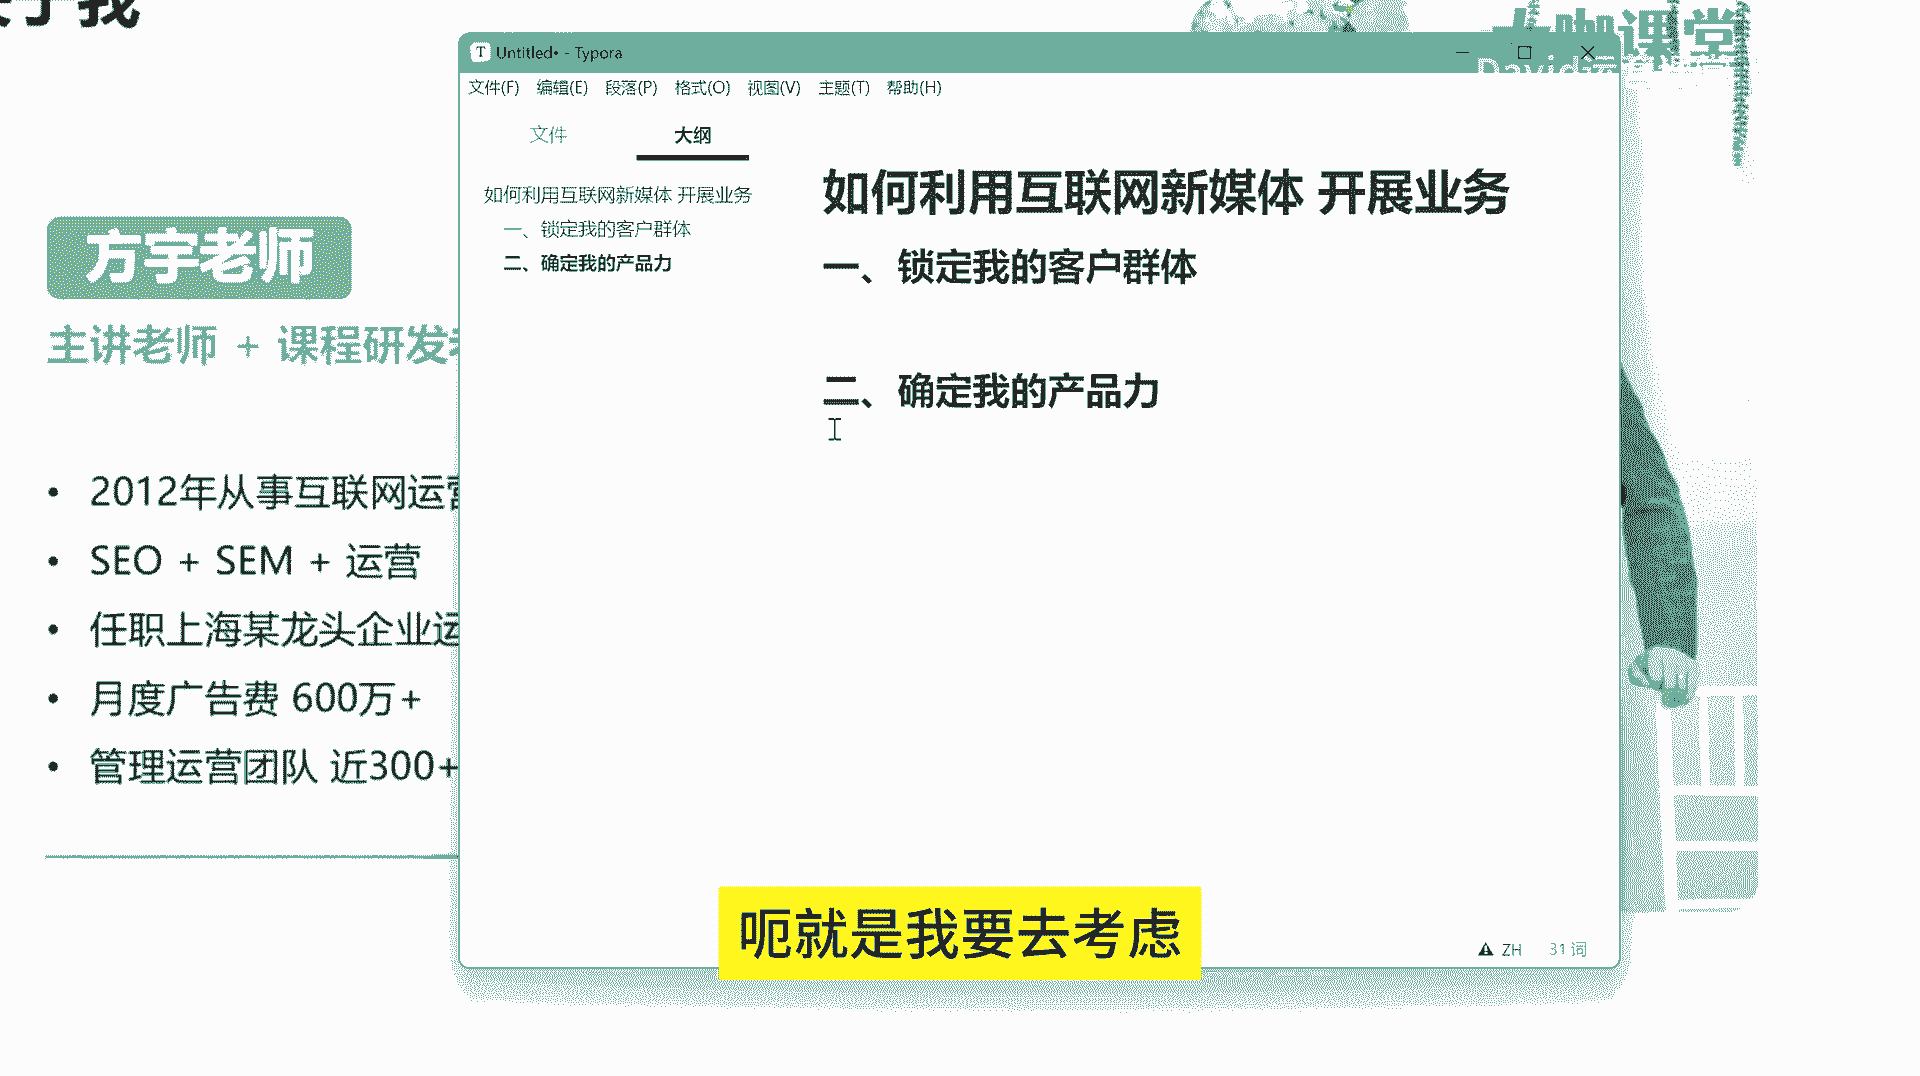 于我
大咖课堂
Untitled• - Typora
文件(F) 编辑(E) 段落(P) 格式(O) 视图(V) 主题(T) 帮助(H)
文件 大纲
如何利用互联网新媒体 开展业务
一、锁定我的客户群体
二、确定我的产品力
如何利用互联网新媒体 开展业务
一、锁定我的客户群体
二、确定我的产品力
方宇老师
主讲老师 + 课程研发
• 2012年从事互联网运营
• SEO + SEM + 运营
• 任职上海某龙头企业运
• 月度广告费 600万+
• 管理运营团队 近300+
呃就是我要去考虑
ZH 31 词